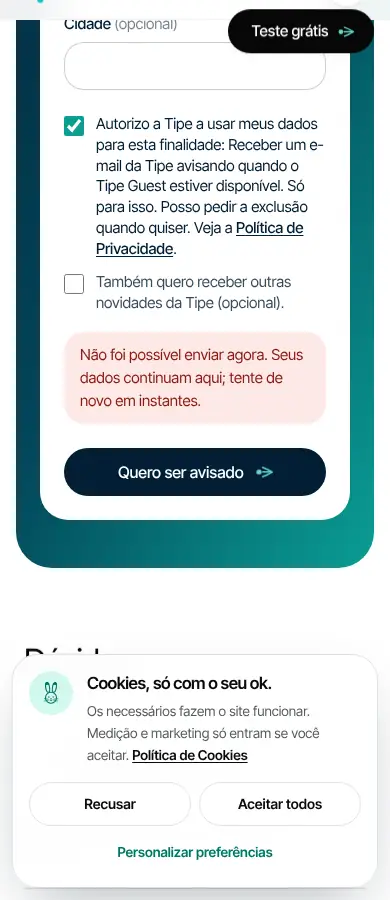 Cidade (opcional)
Teste grátis
Autorizo a Tipe a usar meus dados
para esta finalidade: Receber um e-
mail da Tipe avisando quando o
Tipe Guest estiver disponível. Só
para isso. Posso pedir a exclusão
quando quiser. Veja a Política de
Privacidade.
Também quero receber outras
novidades da Tipe (opcional).
Não foi possível enviar agora. Seus
dados continuam aqui; tente de
novo em instantes.
Quero ser avisado
Cookies, só com o seu ok.
Os necessários fazem o site funcionar.
Medição e marketing só entram se você
aceitar. Política de Cookies
Recusar
Aceitar todos
Personalizar preferências